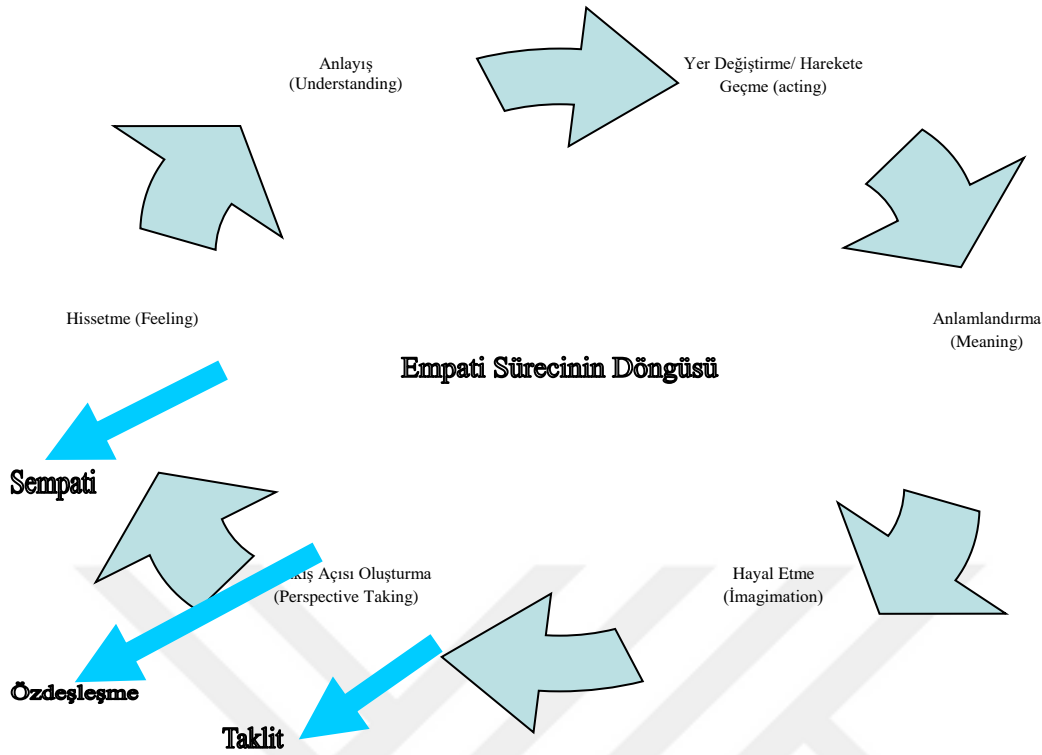 Anlayış
(Understanding)
Yer Değiştirme/ Harekete
Geçme (acting)
Hissetme (Feeling)
Anlamlandırma
(Meaning)
Empati Sürecinin Döngüsü
Sempati
Açısı Oluşturma
(Perspective Taking)
Hayal Etme
(İmagimation)
Özdeşleşme
Taklit